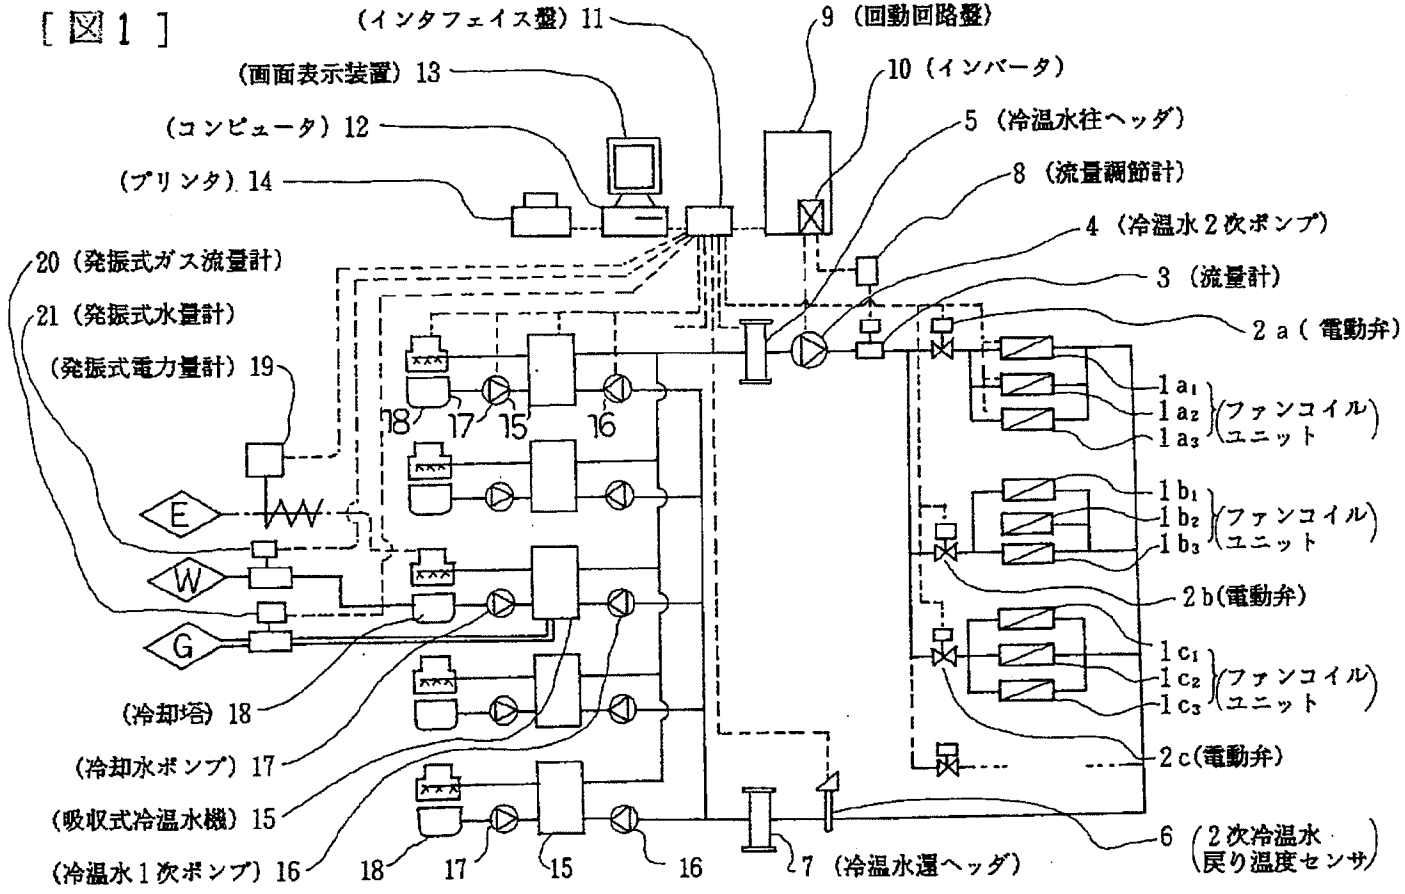 [図1]
(インタフェイス盤) 11
9 (回動回路盤)
(画面表示装置) 13
10 (インバータ)
(コンピュータ) 12
5 (冷温水往ヘッダ)
(プリンタ) 14
8 (流量調節計)
4 (冷温水2次ポンプ)
20 (発振式ガス流量計)
3 (流量計)
21 (発振式水量計)
2a (電動弁)
(発振式電力量計) 19
18 17 15 16
1a₁
1a₂
1a₃
(ファンコイル
ユニット)
E
1b₁
1b₂
1b₃
(ファンコイル
ユニット)
W
2b(電動弁)
G
1c₁
1c₂
1c₃
(ファンコイル
ユニット)
(冷却塔) 18
2c(電動弁)
(冷却水ポンプ) 17
(吸収式冷温水機) 15
(冷温水1次ポンプ) 16
18 17 15 16
7 (冷温水還ヘッダ)
6 (2次冷温水
戻り温度センサ)